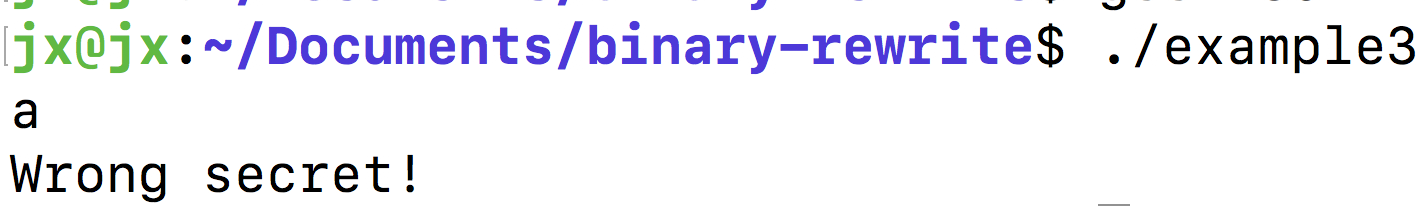 jx@jx:~/Documents/binary-rewrite$ ./example3
a
Wrong secret!